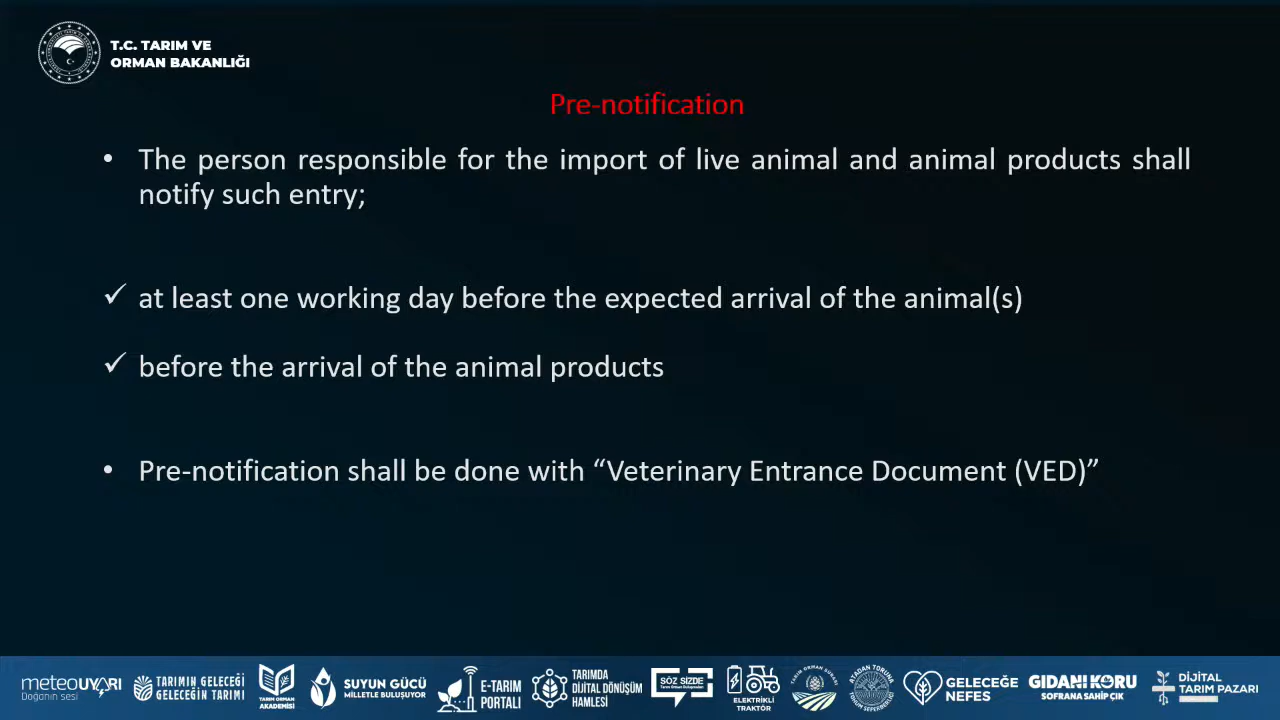 T.C. TARIM VE
ORMAN BAKANLIĞI
Pre-notification
• The person responsible for the import of live animal and animal products shall
notify such entry;
✓ at least one working day before the expected arrival of the animal(s)
✓ before the arrival of the animal products
• Pre-notification shall be done with “Veterinary Entrance Document (VED)”
meteoUYARI
Doğanın sesi
TARIMIN GELECEĞİ
GELECEĞİN TARIMI
TARIM ORMAN
AKADEMİSİ
SUYUN GÜCÜ
MİLLETLE BULUŞUYOR
E-TARIM
PORTALI
TARIMDA
DİJİTAL DÖNÜŞÜM
HAMLESİ
SÖZ SİZDE
ELEKTRİKLİ
TRAKTÖR
GELECEĞE
NEFES
GIDANI KORU
SOFRANA SAHİP ÇIK
DİJİTAL
TARIM PAZARI